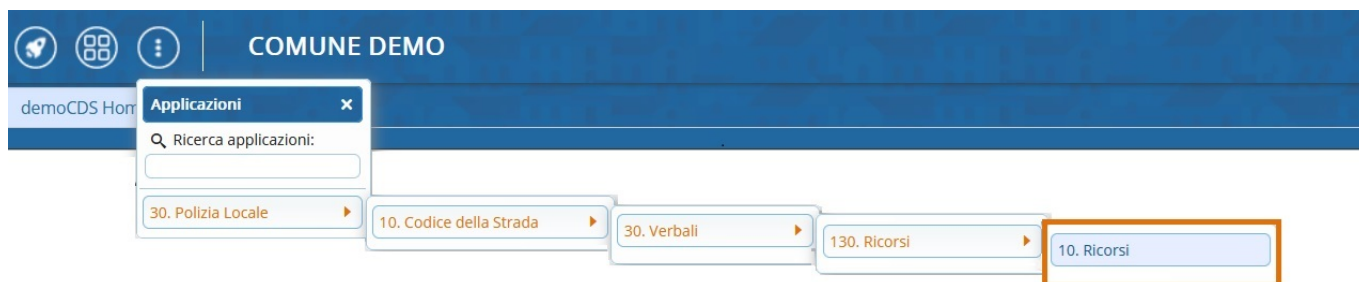 COMUNE DEMO
demoCDS Hom
Applicazioni
Ricerca applicazioni:
30. Polizia Locale
10. Codice della Strada
30. Verbali
130. Ricorsi
10. Ricorsi